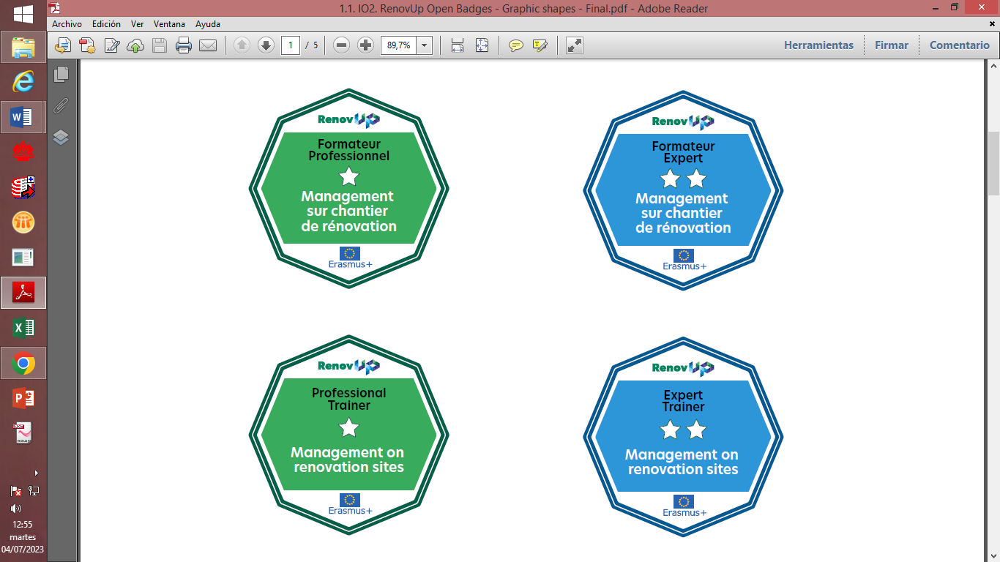 1.1. IO2. RenovUp Open Badges - Graphic shapes - Final.pdf - Adobe Reader
Archivo Edición Ver Ventana Ayuda
1 / 5 89,7% Herramientas Firmar Comentario
RenovUp
Formateur
Professionnel
Management
sur chantier
de rénovation
Erasmus+
RenovUp
Formateur
Expert
Management
sur chantier
de rénovation
Erasmus+
RenovUp
Professional
Trainer
Management on
renovation sites
Erasmus+
RenovUp
Expert
Trainer
Management on
renovation sites
Erasmus+
12:55
martes
04/07/2023